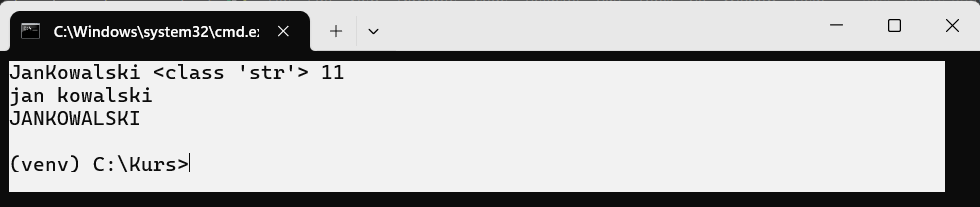 C:\Windows\system32\cmd.e
JanKowalski <class 'str'> 11
jan kowalski
JANKOWALSKI
(venv) C:\Kurs>